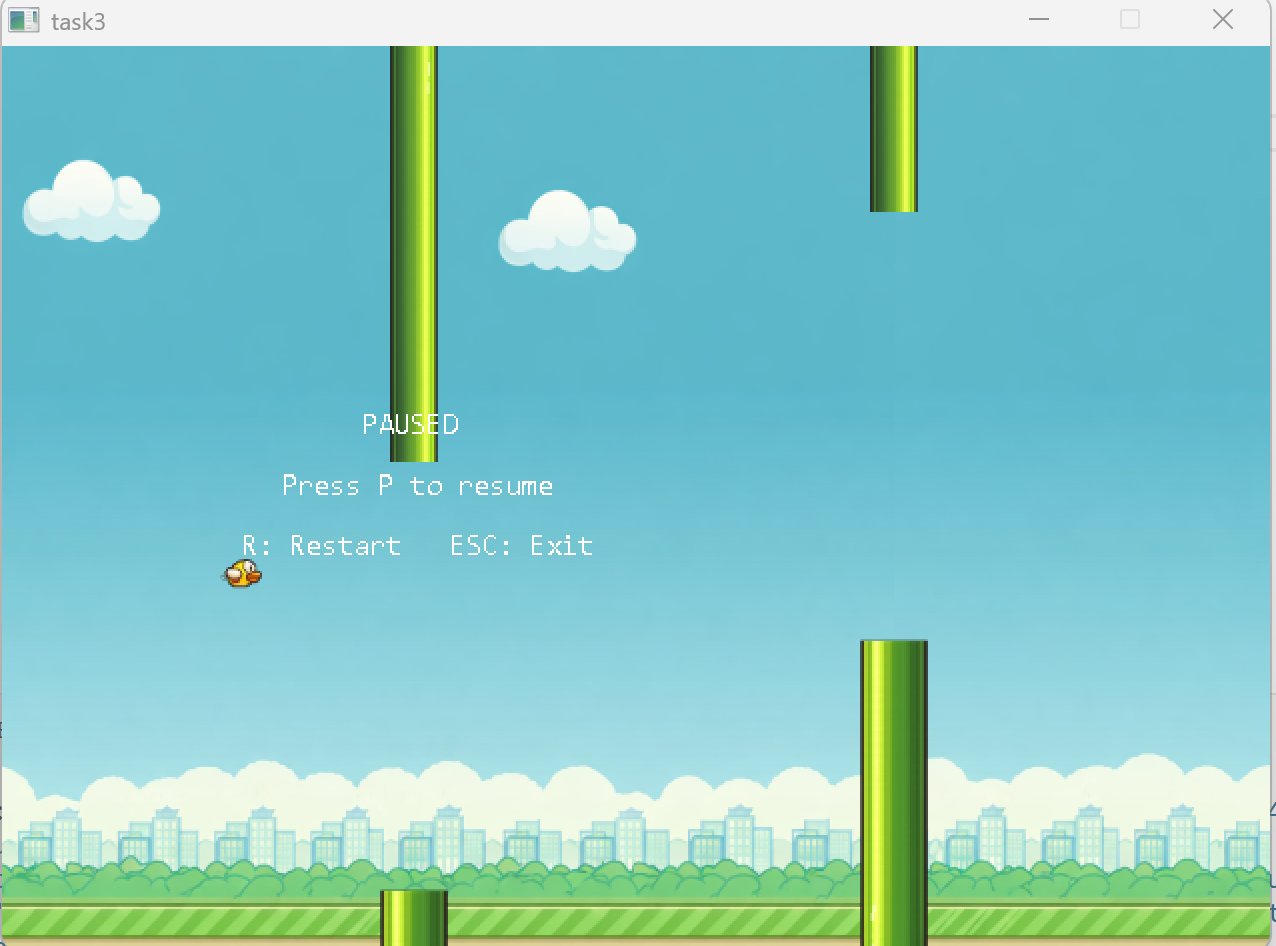 task3
PAUSED
Press P to resume
R: Restart   ESC: Exit